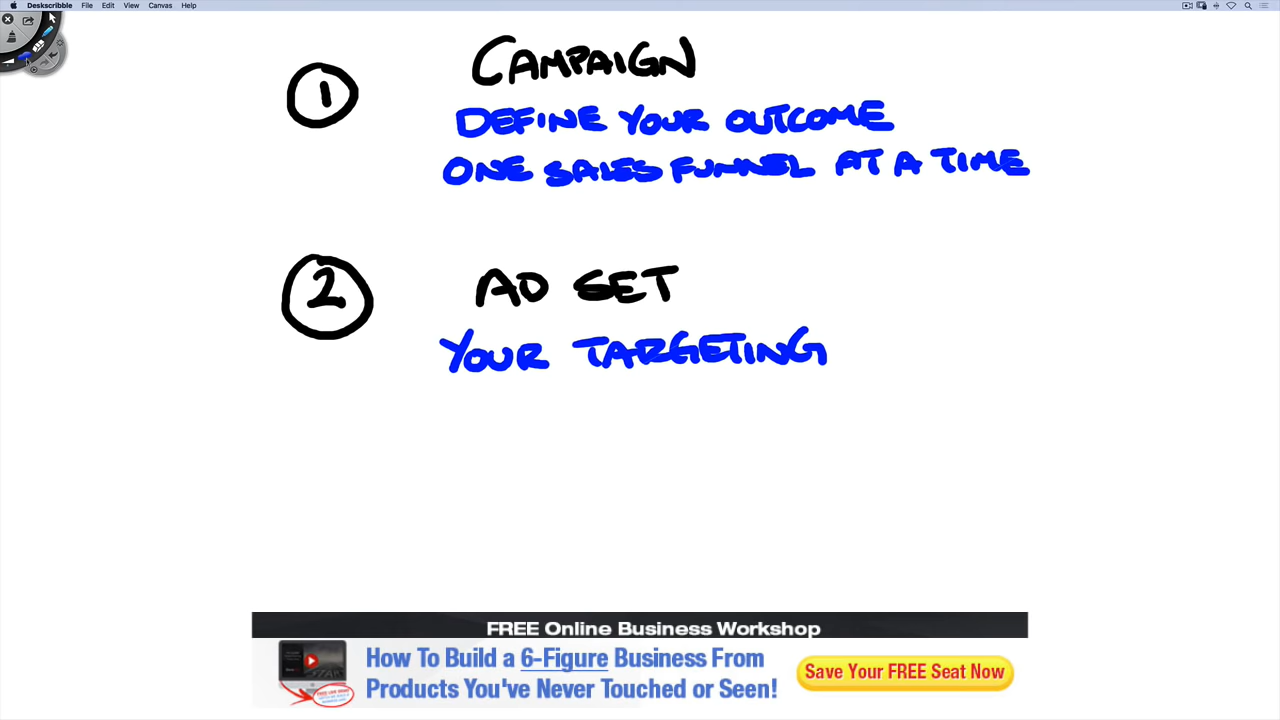 Deskscribble File Edit View Canvas Help
1
CAMPAIGN
DEFINE YOUR OUTCOME
ONE SALES FUNNEL AT A TIME
2
AD SET
YOUR TARGETING
FREE Online Business Workshop
How To Build a 6-Figure Business From
Products You've Never Touched or Seen!
Save Your FREE Seat Now